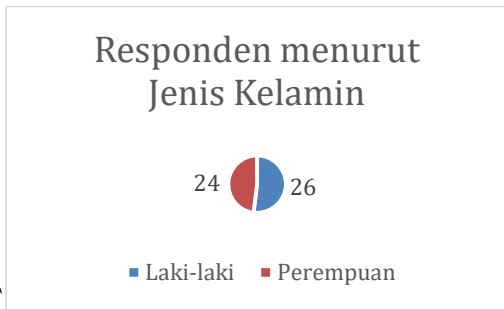 Responden menurut
Jenis Kelamin
24 26
Laki-laki Perempuan